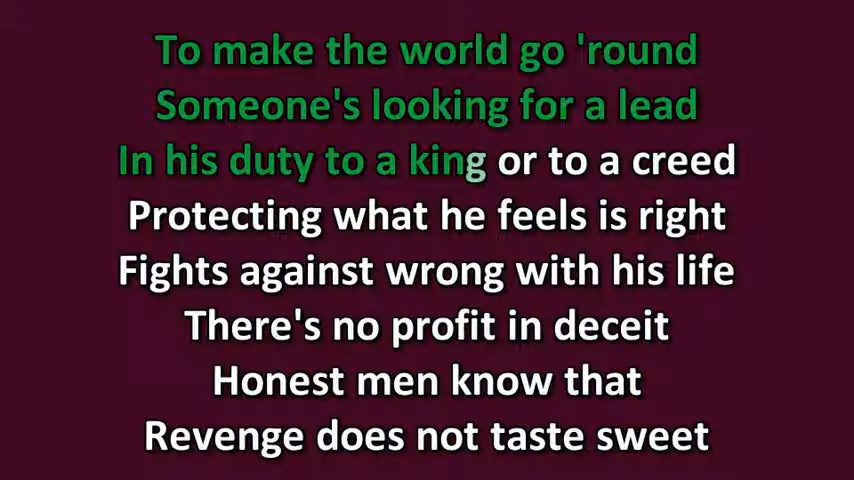 To make the world go 'round
Someone's looking for a lead
In his duty to a king or to a creed
Protecting what he feels is right
Fights against wrong with his life
There's no profit in deceit
Honest men know that
Revenge does not taste sweet